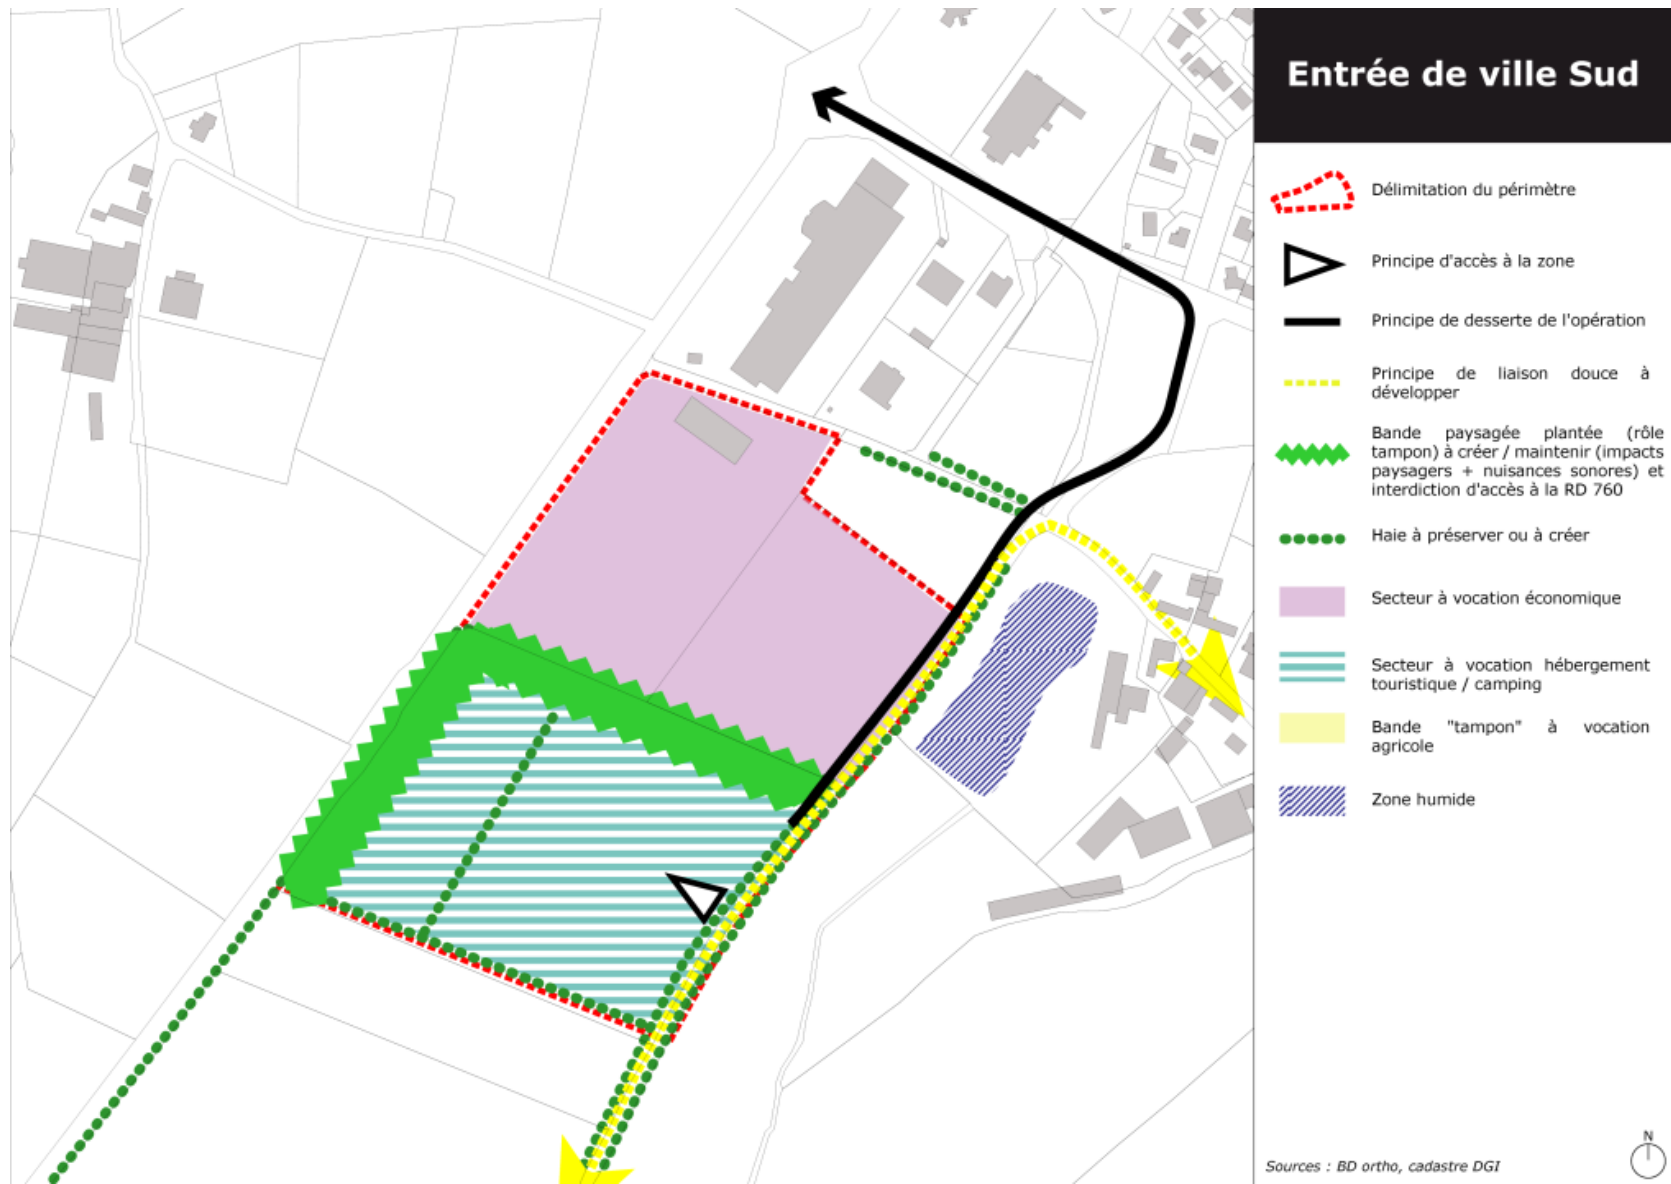 Entrée de ville Sud
Délimitation du périmètre
Principe d'accès à la zone
Principe de desserte de l'opération
Principe de liaison douce à
développer
Bande paysagée plantée (rôle
tampon) à créer / maintenir (impacts
paysagers + nuisances sonores) et
interdiction d'accès à la RD 760
Haie à préserver ou à créer
Secteur à vocation économique
Secteur à vocation hébergement
touristique / camping
Bande "tampon" à vocation
agricole
Zone humide
N
Sources : BD ortho, cadastre DGI